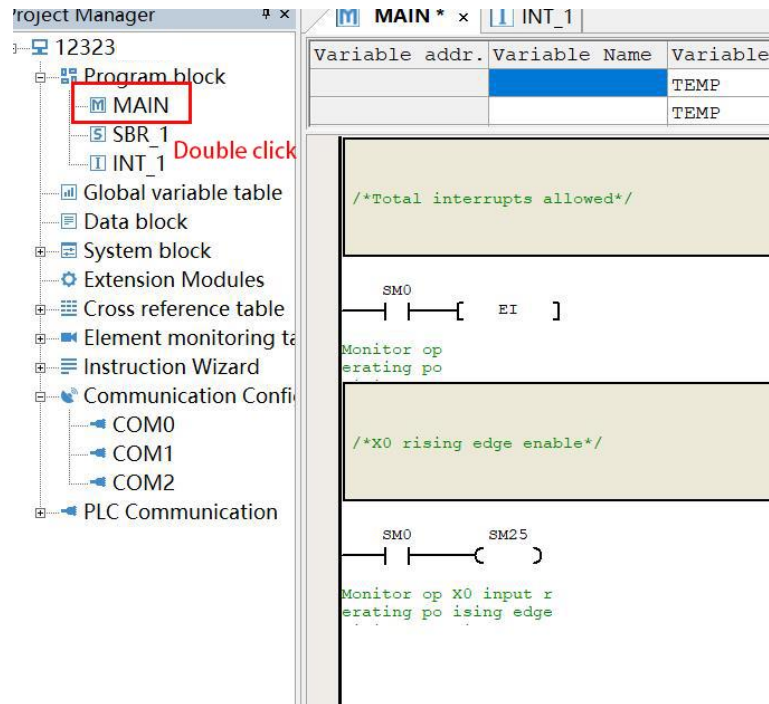 Project Manager
12323
Program block
MAIN
SBR_1
INT_1
Double click
Global variable table
Data block
System block
Extension Modules
Cross reference table
Element monitoring ta
Instruction Wizard
Communication Confi
COM0
COM1
COM2
PLC Communication
M MAIN * × I INT_1
Variable addr. Variable Name Variable
TEMP
TEMP
/*Total interrupts allowed*/
SM0
EI
Monitor op
erating po
/*X0 rising edge enable*/
SM0 SM25
Monitor op X0 input r
erating po ising edge